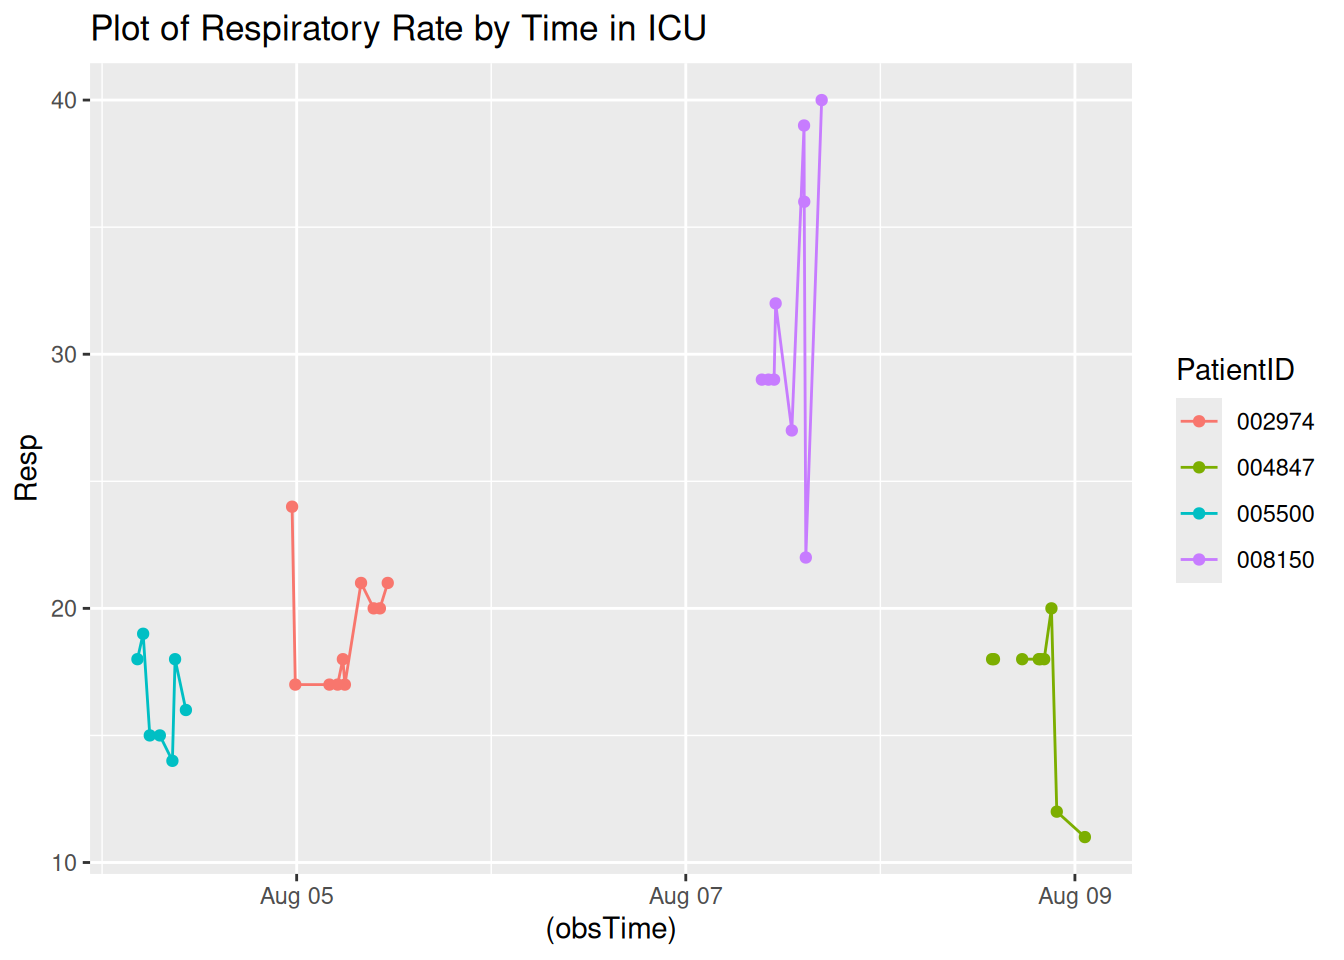 Plot of Respiratory Rate by Time in ICU
40
30
20
10
Resp
Aug 05
Aug 07
Aug 09
(obsTime)
PatientID
002974
004847
005500
008150